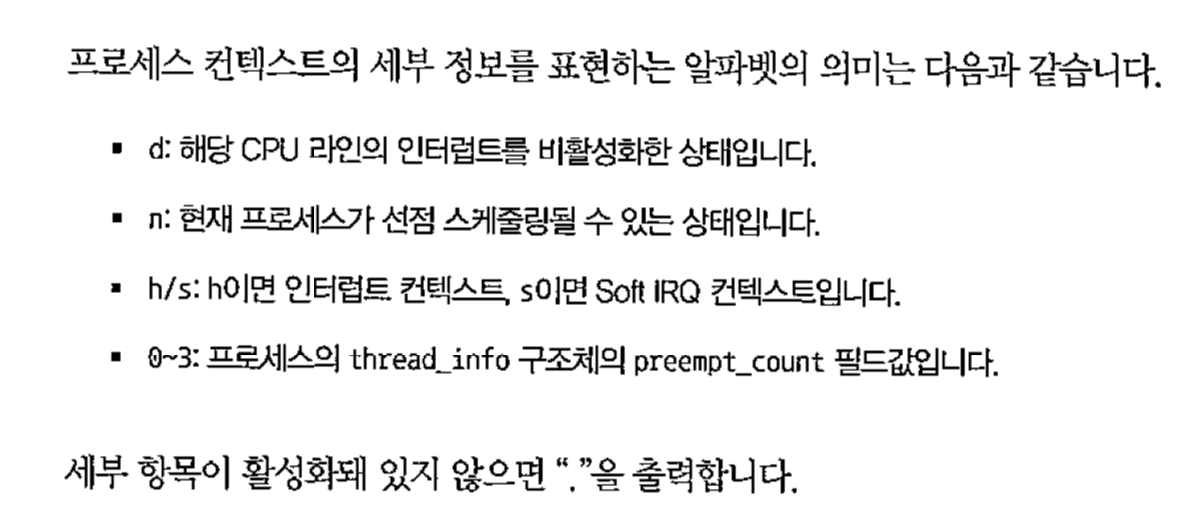 프로세스 컨텍스트의 세부 정보를 표현하는 알파벳의 의미는 다음과 같습니다.
▪ d: 해당 CPU 라인의 인터럽트를 비활성화한 상태입니다.
▪ n: 현재 프로세스가 선점 스케줄링될 수 있는 상태입니다.
▪ h/s: h이면 인터럽트 컨텍스트, s이면 Soft IRQ 컨텍스트입니다.
▪ 0~3: 프로세스의 thread_info 구조체의 preempt_count 필드값입니다.
세부 항목이 활성화돼 있지 않으면 “.”을 출력합니다.